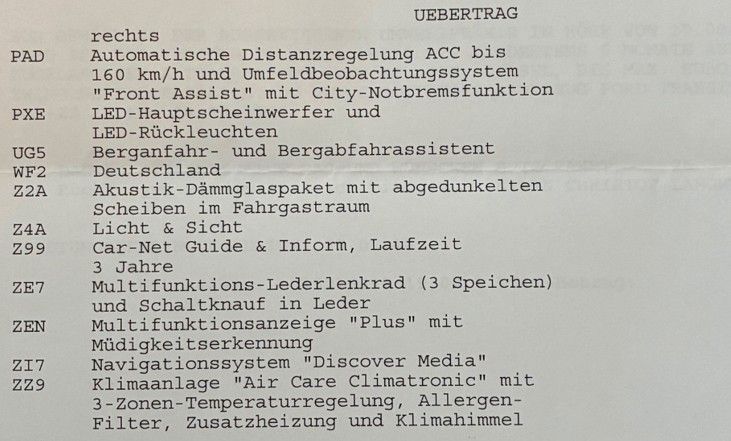 UEBERTRAG
rechts
PAD Automatische Distanzregelung ACC bis
160 km/h und Umfeldbeobachtungssystem
"Front Assist" mit City-Notbremsfunktion
PXE LED-Hauptscheinwerfer und
LED-Rückleuchten
UG5 Berganfahr- und Bergabfahrassistent
WF2 Deutschland
Z2A Akustik-Dämmglaspaket mit abgedunkelten
Scheiben im Fahrgastraum
Z4A Licht & Sicht
Z99 Car-Net Guide & Inform, Laufzeit
3 Jahre
ZE7 Multifunktions-Lederlenkrad (3 Speichen)
und Schaltknauf in Leder
ZEN Multifunktionsanzeige "Plus" mit
Müdigkeitserkennung
ZI7 Navigationssystem "Discover Media"
ZZ9 Klimaanlage "Air Care Climatronic" mit
3-Zonen-Temperaturregelung, Allergen-
Filter, Zusatzheizung und Klimahimmel